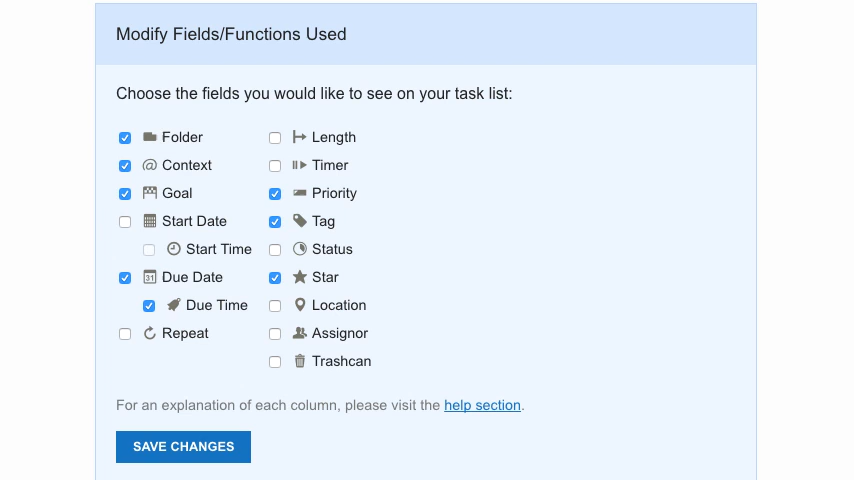 Modify Fields/Functions Used
Choose the fields you would like to see on your task list:
Folder
Context
Goal
Start Date
Start Time
31 Due Date
Due Time
Repeat
Length
Timer
Priority
Tag
Status
Star
Location
Assignor
Trashcan
For an explanation of each column, please visit the help section.
SAVE CHANGES